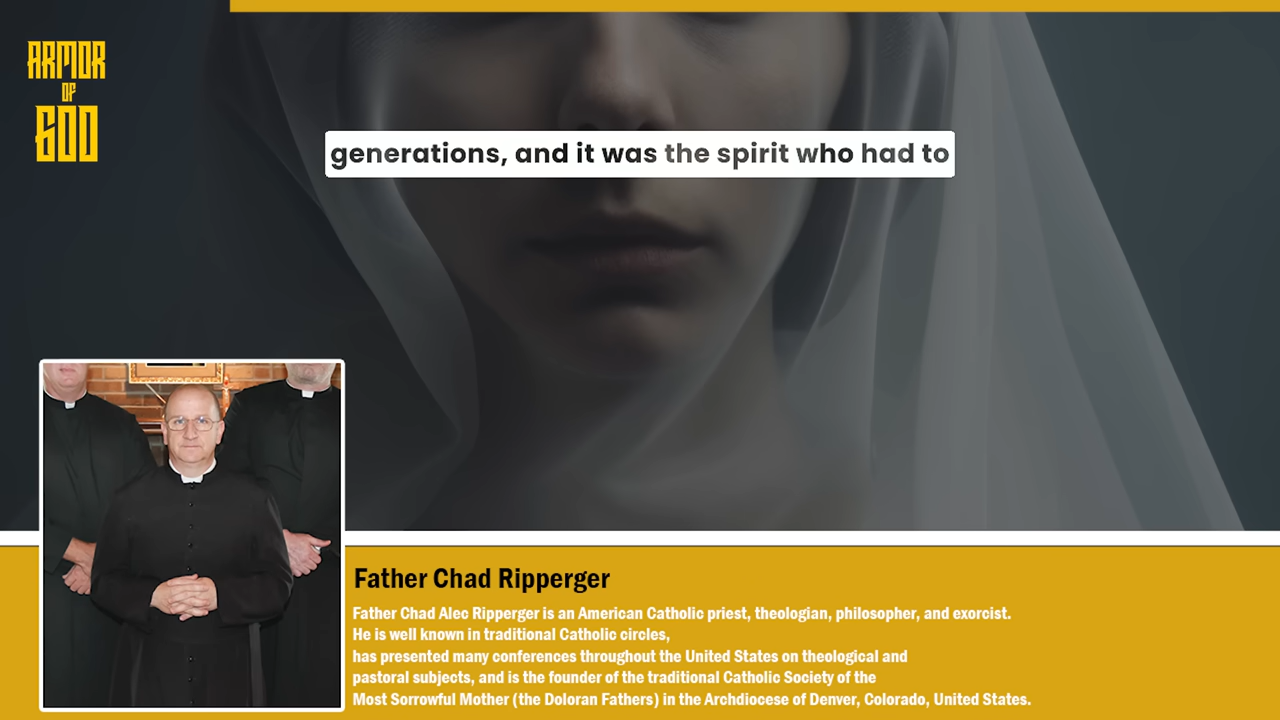 ARMOR
OF
GOD
generations, and it was the spirit who had to
Father Chad Ripperger
Father Chad Alec Ripperger is an American Catholic priest, theologian, philosopher, and exorcist.
He is well known in traditional Catholic circles,
has presented many conferences throughout the United States on theological and
pastoral subjects, and is the founder of the traditional Catholic Society of the
Most Sorrowful Mother (the Doloran Fathers) in the Archdiocese of Denver, Colorado, United States.